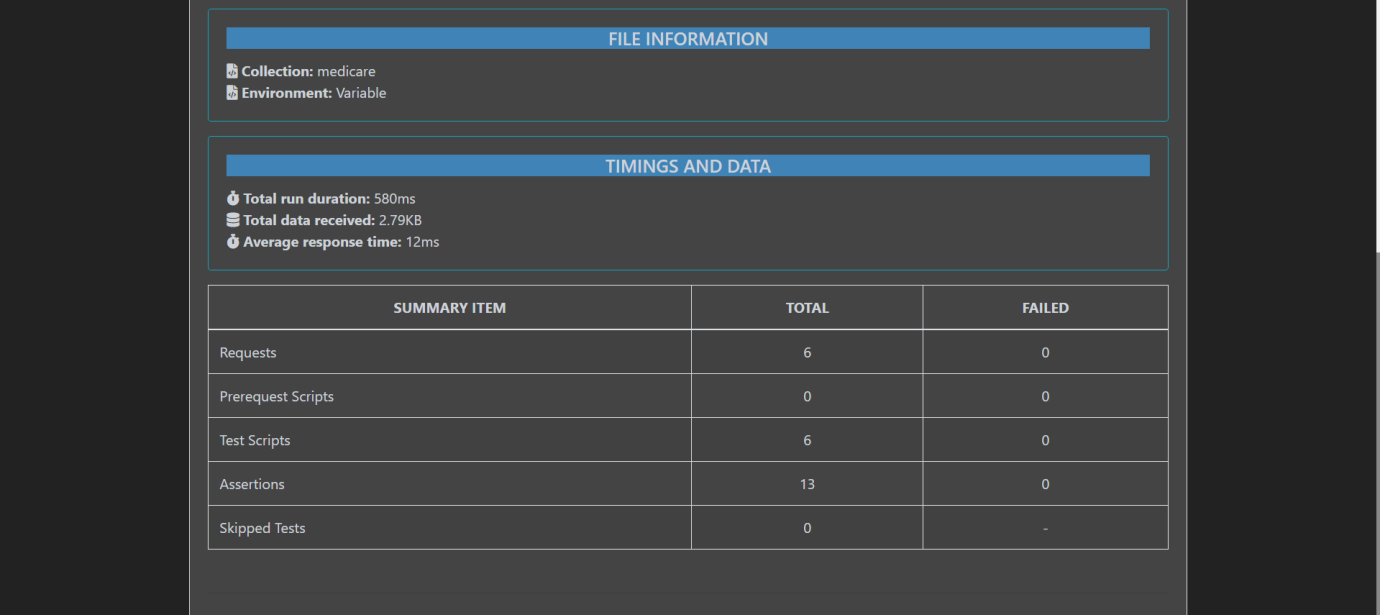 FILE INFORMATION
Collection: medicare
Environment: Variable
TIMINGS AND DATA
Total run duration: 580ms
Total data received: 2.79KB
Average response time: 12ms
SUMMARY ITEM TOTAL FAILED
Requests 6 0
Prerequest Scripts 0 0
Test Scripts 6 0
Assertions 13 0
Skipped Tests 0 -